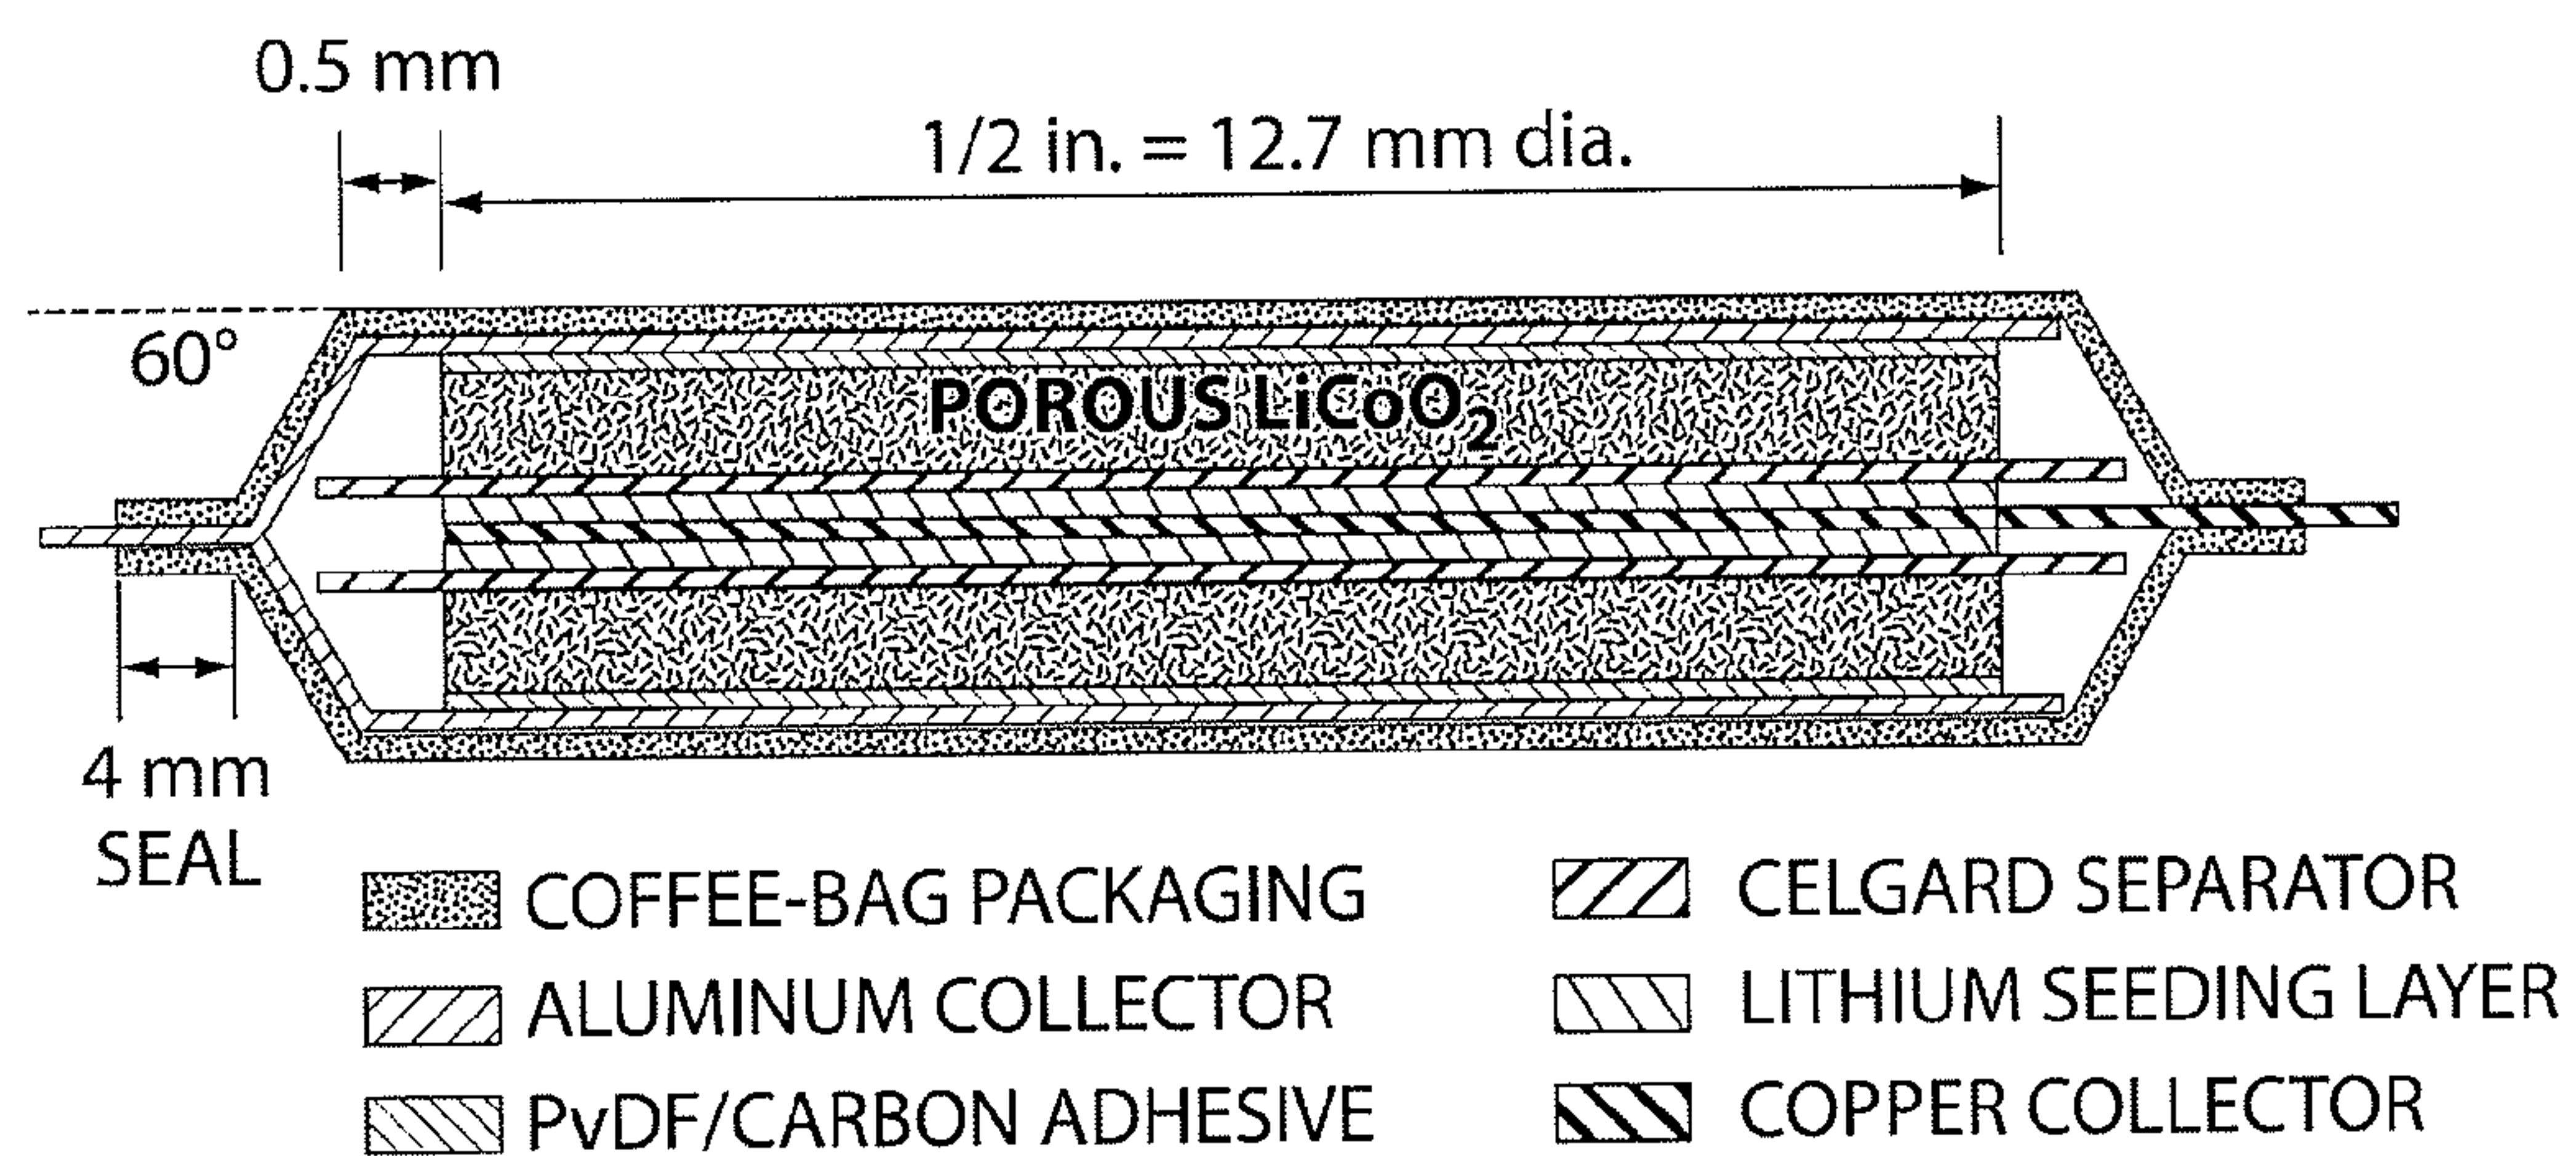 0.5 mm
1/2 in. = 12.7 mm dia.
60°
POROUS LiCoO₂
4 mm
SEAL
COFFEE-BAG PACKAGING
ALUMINUM COLLECTOR
PvDF/CARBON ADHESIVE
CELGARD SEPARATOR
LITHIUM SEEDING LAYER
COPPER COLLECTOR